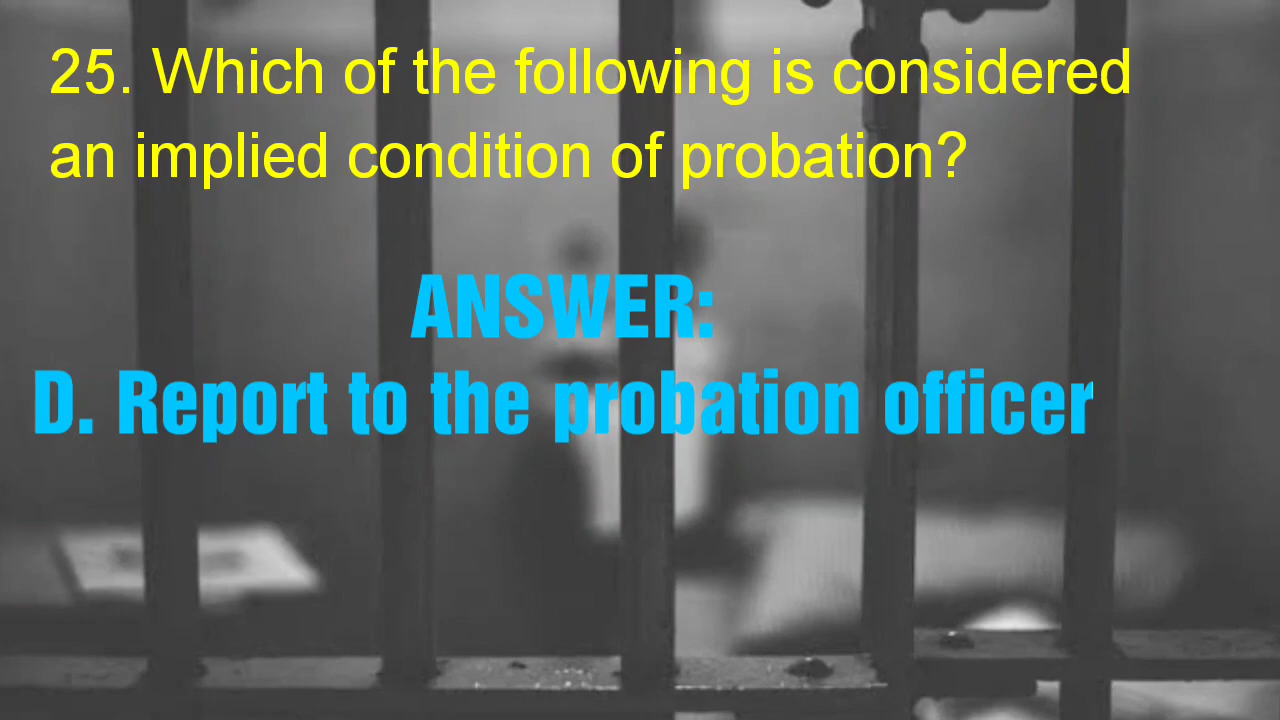 25. Which of the following is considered
an implied condition of probation?
ANSWER:
D. Report to the probation officer